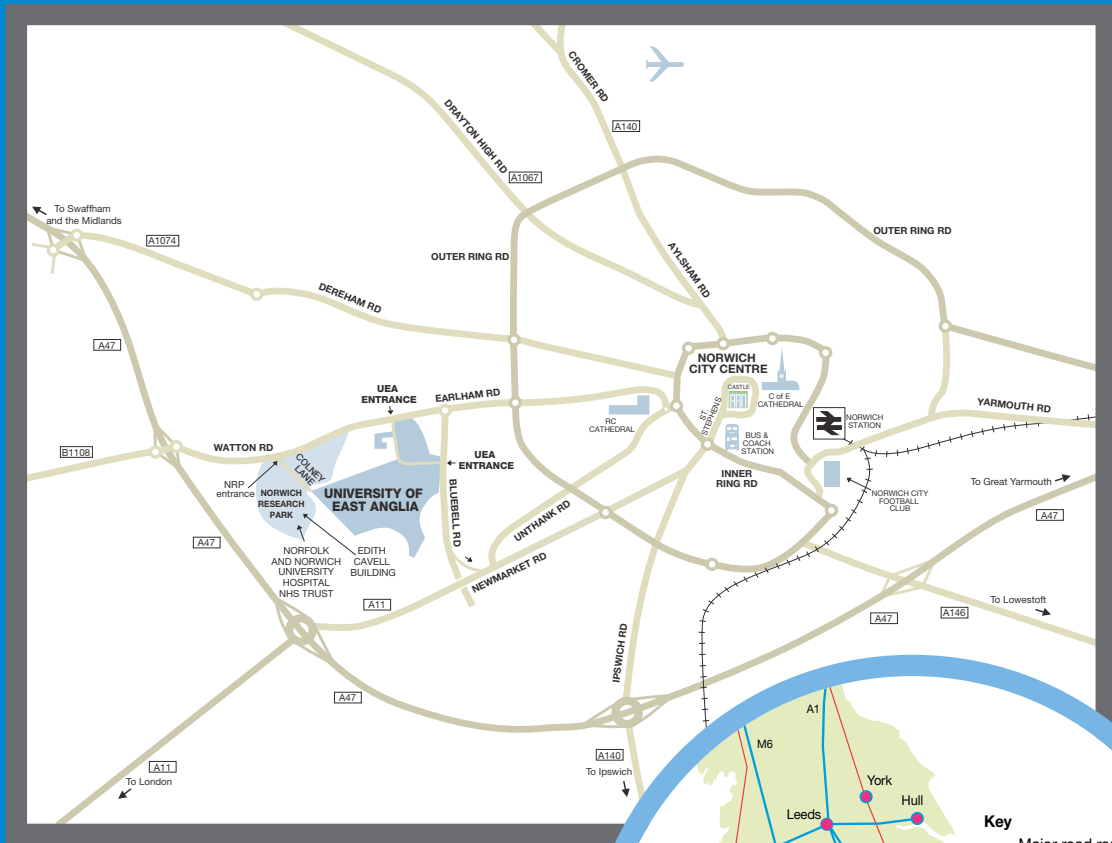 CROMER RD
A140
DRAYTON HIGH RD
A1067
To Swaffham
and the Midlands
A1074
OUTER RING RD
OUTER RING RD
AYLSHAM RD
DEREHAM RD
A47
NORWICH
CITY CENTRE
CASTLE
C of E
CATHEDRAL
ST. STEPHENS
UEA
ENTRANCE
EARLHAM RD
RC
CATHEDRAL
BUS &
COACH
STATION
NORWICH
STATION
YARMOUTH RD
B1108
WATTON RD
COLNEY
LANE
UEA
ENTRANCE
NRP
entrance
NORWICH
RESEARCH
PARK
UNIVERSITY OF
EAST ANGLIA
BLUEBELL RD
UNTHANK RD
INNER
RING RD
NORWICH CITY
FOOTBALL
CLUB
To Great Yarmouth
A47
A47
NORFOLK
AND NORWICH
UNIVERSITY
HOSPITAL
NHS TRUST
EDITH
CAVELL
BUILDING
NEWMARKET RD
A11
A47
A146
To Lowestoft
IPSWICH RD
A47
A11
To London
A140
To Ipswich
A1
M6
York
Leeds
Hull
Key